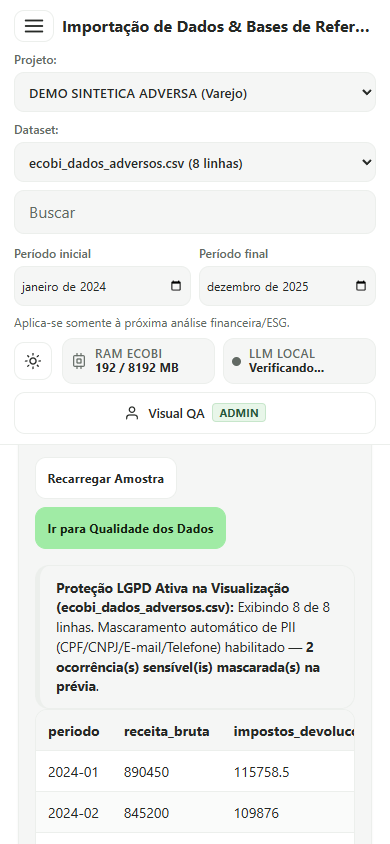 Importação de Dados & Bases de Refer...
Projeto:
DEMO SINTETICA ADVERSA (Varejo)
Dataset:
ecobi_dados_adversos.csv (8 linhas)
Buscar
Período inicial
Período final
janeiro de 2024
dezembro de 2025
Aplica-se somente à próxima análise financeira/ESG.
RAM ECOBI
192 / 8192 MB
LLM LOCAL
Verificando...
Visual QA ADMIN
Recarregar Amostra
Ir para Qualidade dos Dados
Proteção LGPD Ativa na Visualização
(ecobi_dados_adversos.csv): Exibindo 8 de 8
linhas. Mascaramento automático de PII
(CPF/CNPJ/E-mail/Telefone) habilitado — 2
ocorrência(s) sensível(is) mascarada(s) na
prévia.
periodo receita_bruta impostos_devoluc
2024-01 890450 115758.5
2024-02 845200 109876